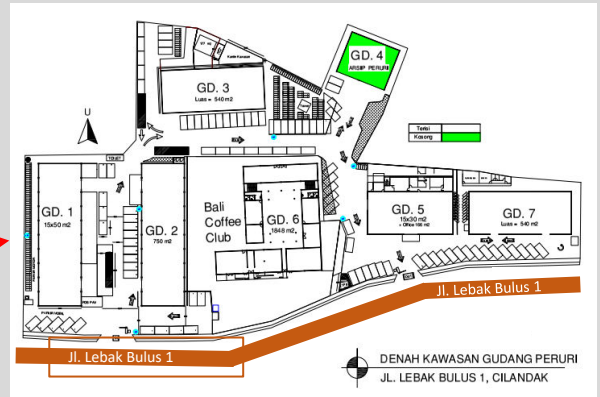 GD. 4
ARSIP PERURI
GD. 3
Luas = 540 m2
U
Terisi
Kosong
TOILET
GD. 1
15x50 m2
GD. 2
750 m2
Bali
Coffee
Club
GD. 6
1848 m2
GD. 5
15x30 m2
+ Office 188 m2
GD. 7
Luas = 540 m2
Jl. Lebak Bulus 1
Jl. Lebak Bulus 1
DENAH KAWASAN GUDANG PERURI
JL. LEBAK BULUS 1, CILANDAK